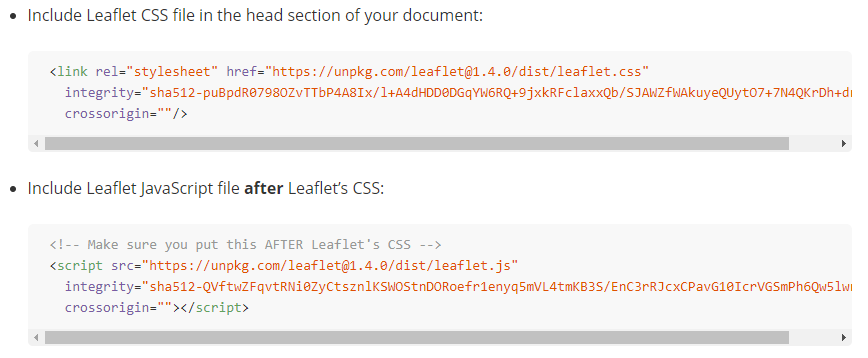 Include Leaflet CSS file in the head section of your document:
<link rel="stylesheet" href="https://unpkg.com/leaflet@1.4.0/dist/leaflet.css"
integrity="sha512-puBpdR0798OZvTTbP4A8Ix/l+A4dHDD0DGqYW6RQ+9jxkRFclaxxQb/SJAWZfWAkuyeQUytO7+7N4QKrDh+dr
crossorigin=""/>
Include Leaflet JavaScript file after Leaflet’s CSS:
<!-- Make sure you put this AFTER Leaflet's CSS -->
<script src="https://unpkg.com/leaflet@1.4.0/dist/leaflet.js"
integrity="sha512-QVftwZFqvtRNi0ZyCtsznlKSWOStnDORoefr1enyq5mVL4tmKB3S/EnC3rRJcxCPavG10IcrVGSmPh6Qw5lwr
crossorigin=""></script>